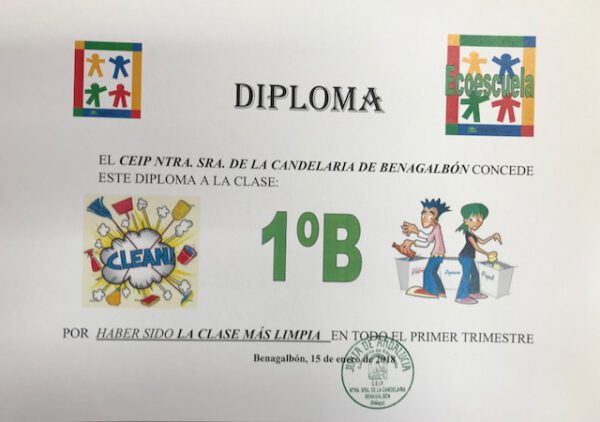 DIPLOMA
Ecoescuela
EL CEIP NTRA. SRA. DE LA CANDELARIA DE BENAGALBÓN CONCEDE
ESTE DIPLOMA A LA CLASE:
CLEAN!
1ºB
Papel
POR HABER SIDO LA CLASE MÁS LIMPIA EN TODO EL PRIMER TRIMESTRE
Benagalbón, 15 de enero de 2018
JUNTA DE ANDALUCIA
C.E.I.P.
NTRA. SRA. DE LA CANDELARIA
BENAGALBÓN
Málaga